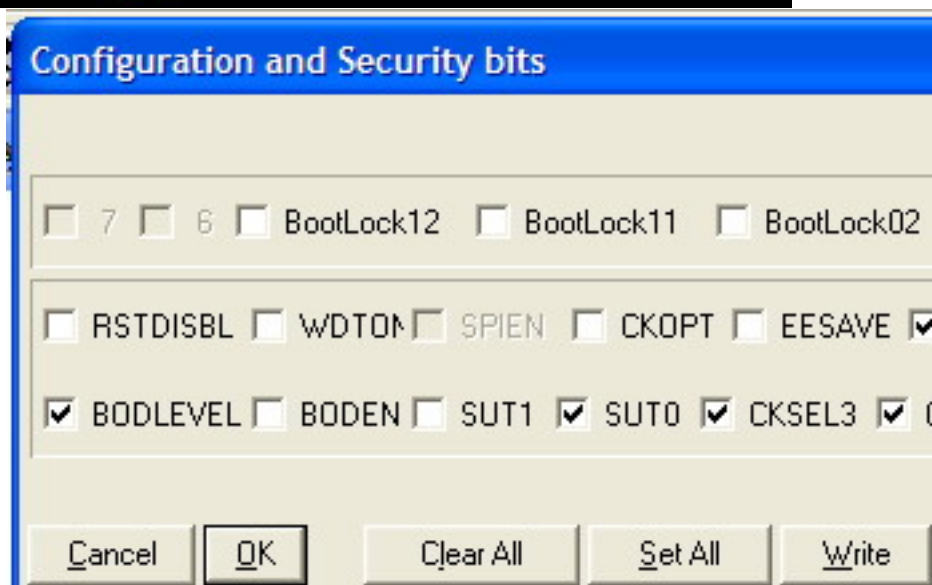 Configuration and Security bits
7 6 BootLock12 BootLock11 BootLock02
RSTDISBL WDTON SPIEN CKOPT EESAVE
BODLEVEL BODEN SUT1 SUT0 CKSEL3
Cancel OK Clear All Set All Write